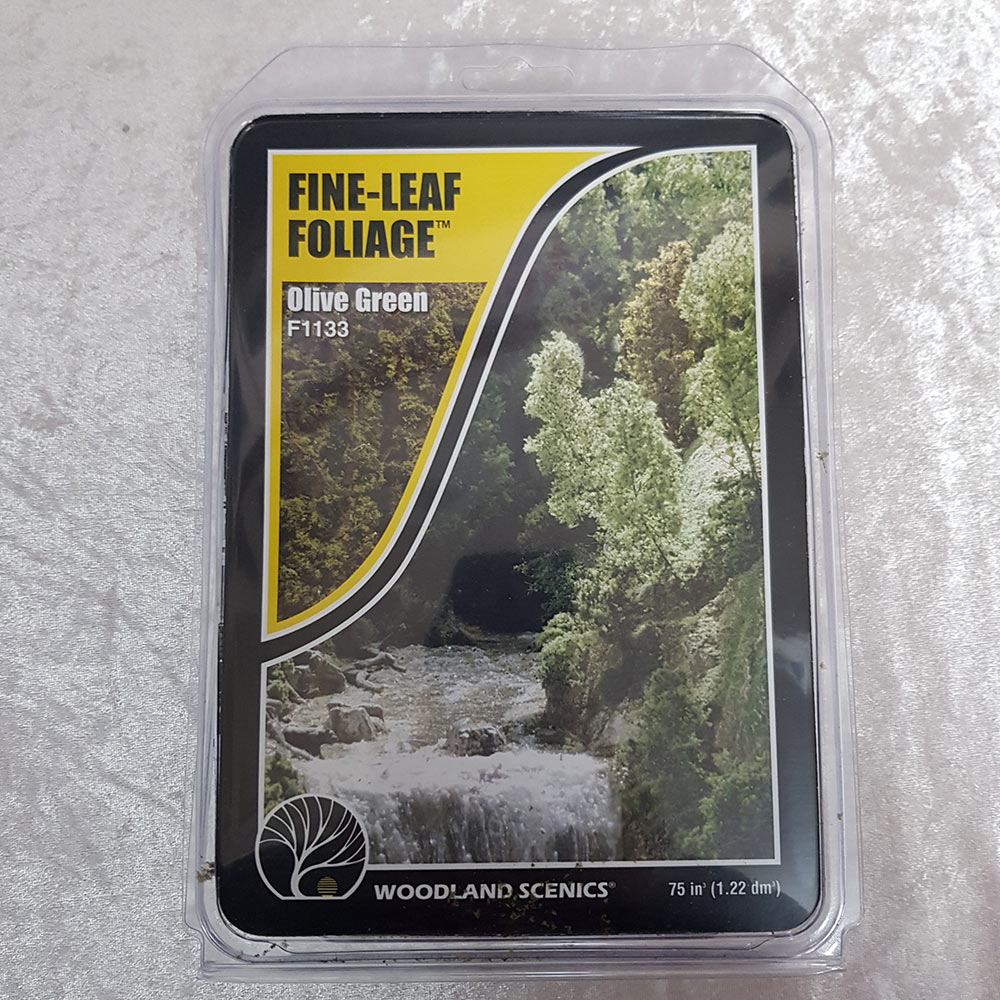 FINE-LEAF
FOLIAGE™
Olive Green
F1133
WOODLAND SCENICS®
75 in³ (1.22 dm³)